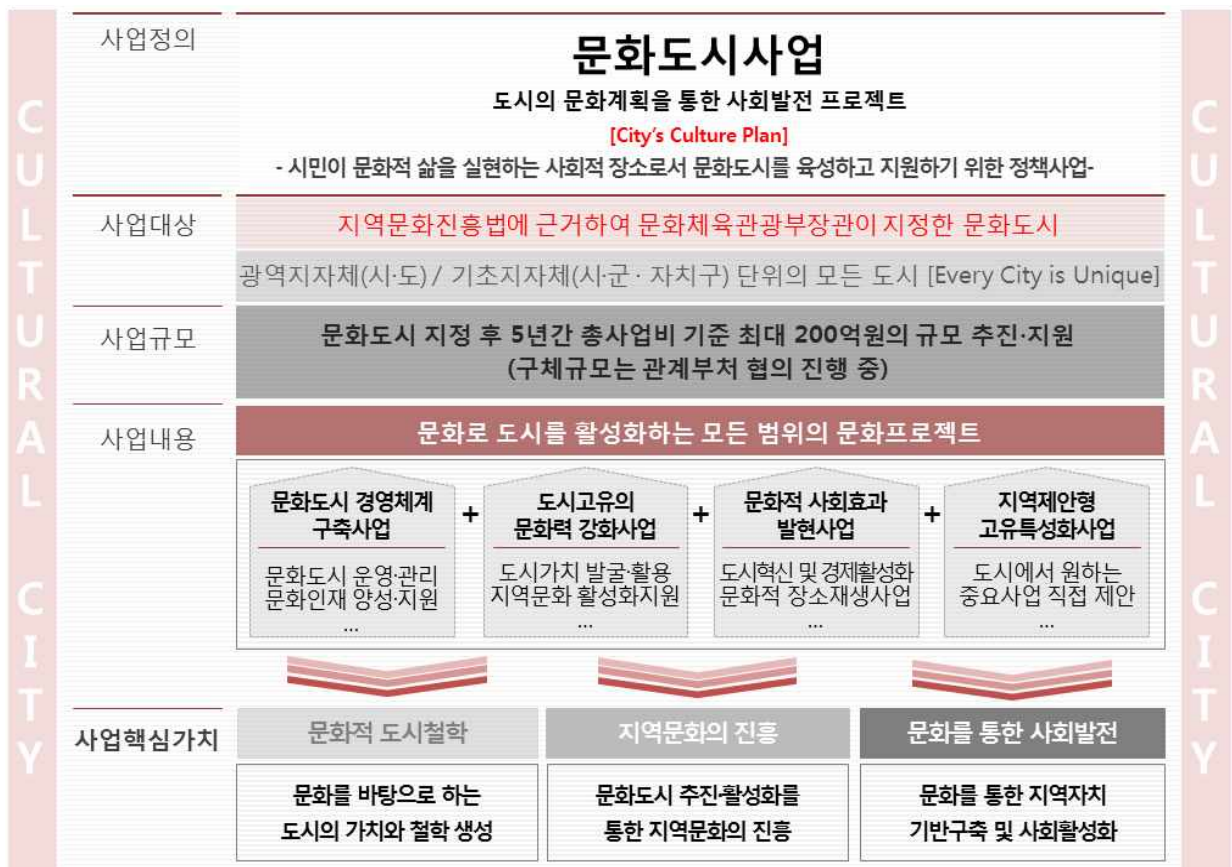 CULTURAL CITY
사업정의
문화도시사업
도시의 문화계획을 통한 사회발전 프로젝트
[City's Culture Plan]
- 시민이 문화적 삶을 실현하는 사회적 장소로서 문화도시를 육성하고 지원하기 위한 정책사업-
사업대상
지역문화진흥법에 근거하여 문화체육관광부장관이 지정한 문화도시
광역지자체(시·도) / 기초지자체(시·군 · 자치구) 단위의 모든 도시 [Every City is Unique]
사업규모
문화도시 지정 후 5년간 총사업비 기준 최대 200억원의 규모 추진·지원
(구체규모는 관계부처 협의 진행 중)
사업내용
문화로 도시를 활성화하는 모든 범위의 문화프로젝트
문화도시 경영체계
구축사업
문화도시 운영·관리
문화인재 양성·지원
...
+
도시고유의
문화력 강화사업
도시가치 발굴·활용
지역문화 활성화지원
...
+
문화적 사회효과
발현사업
도시혁신 및 경제활성화
문화적 장소재생사업
...
+
지역제안형
고유특성화사업
도시에서 원하는
중요사업 직접 제안
...
사업핵심가치
문화적 도시철학
문화를 바탕으로 하는
도시의 가치와 철학 생성
지역문화의 진흥
문화도시 추진·활성화를
통한 지역문화의 진흥
문화를 통한 사회발전
문화를 통한 지역자치
기반구축 및 사회활성화
CULTURAL CITY